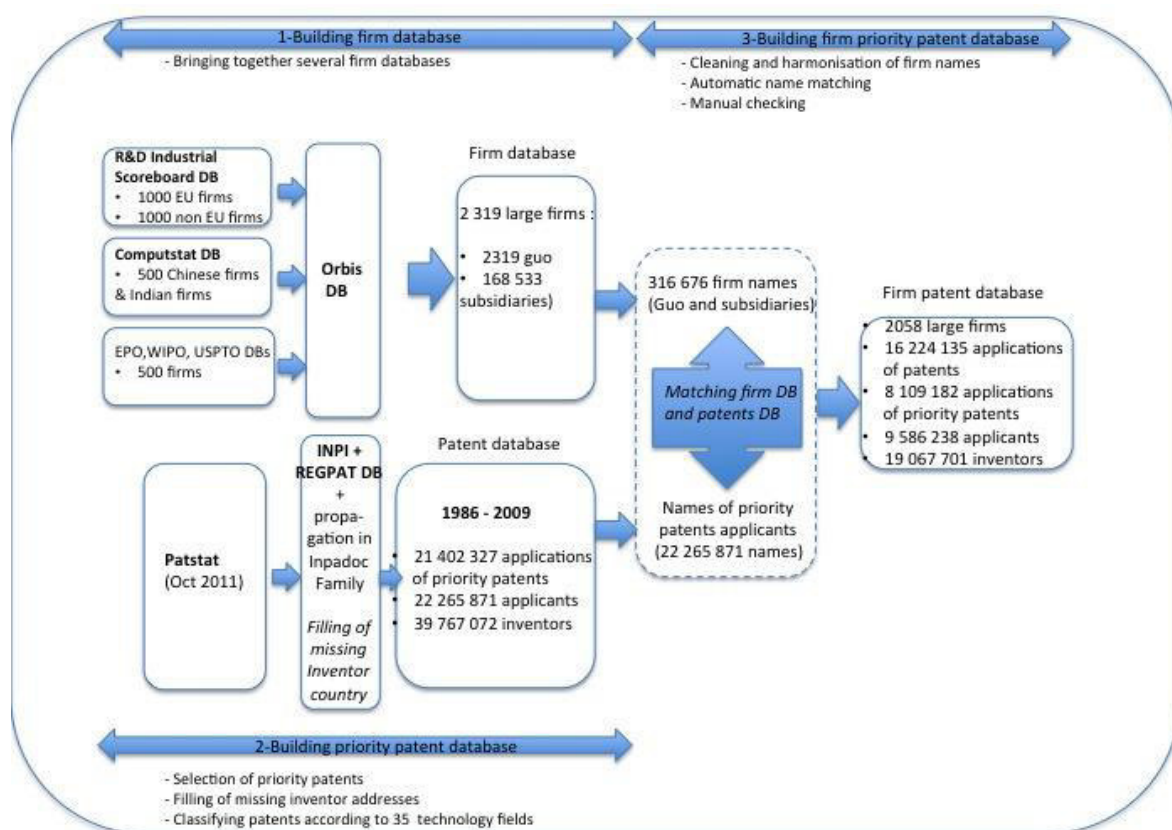 1-Building firm database
- Bringing together several firm databases
3-Building firm priority patent database
- Cleaning and harmonisation of firm names
- Automatic name matching
- Manual checking
R&D Industrial
Scoreboard DB
• 1000 EU firms
• 1000 non EU firms
Computstat DB
• 500 Chinese firms
& Indian firms
EPO,WIPO, USPTO DBs
• 500 firms
Orbis
DB
Firm database
2 319 large firms :
• 2319 guo
• 168 533
subsidiaries)
316 676 firm names
(Guo and subsidiaries)
Matching firm DB
and patents DB
Names of priority
patents applicants
(22 265 871 names)
Firm patent database
• 2058 large firms
• 16 224 135 applications
of patents
• 8 109 182 applications
of priority patents
• 9 586 238 applicants
• 19 067 701 inventors
Patstat
(Oct 2011)
INPI +
REGPAT DB
+
propa-
gation in
Inpadoc
Family
Filling of
missing
Inventor
country
Patent database
1986 - 2009
• 21 402 327 applications
of priority patents
• 22 265 871 applicants
• 39 767 072 inventors
2-Building priority patent database
- Selection of priority patents
- Filling of missing inventor addresses
- Classifying patents according to 35 technology fields